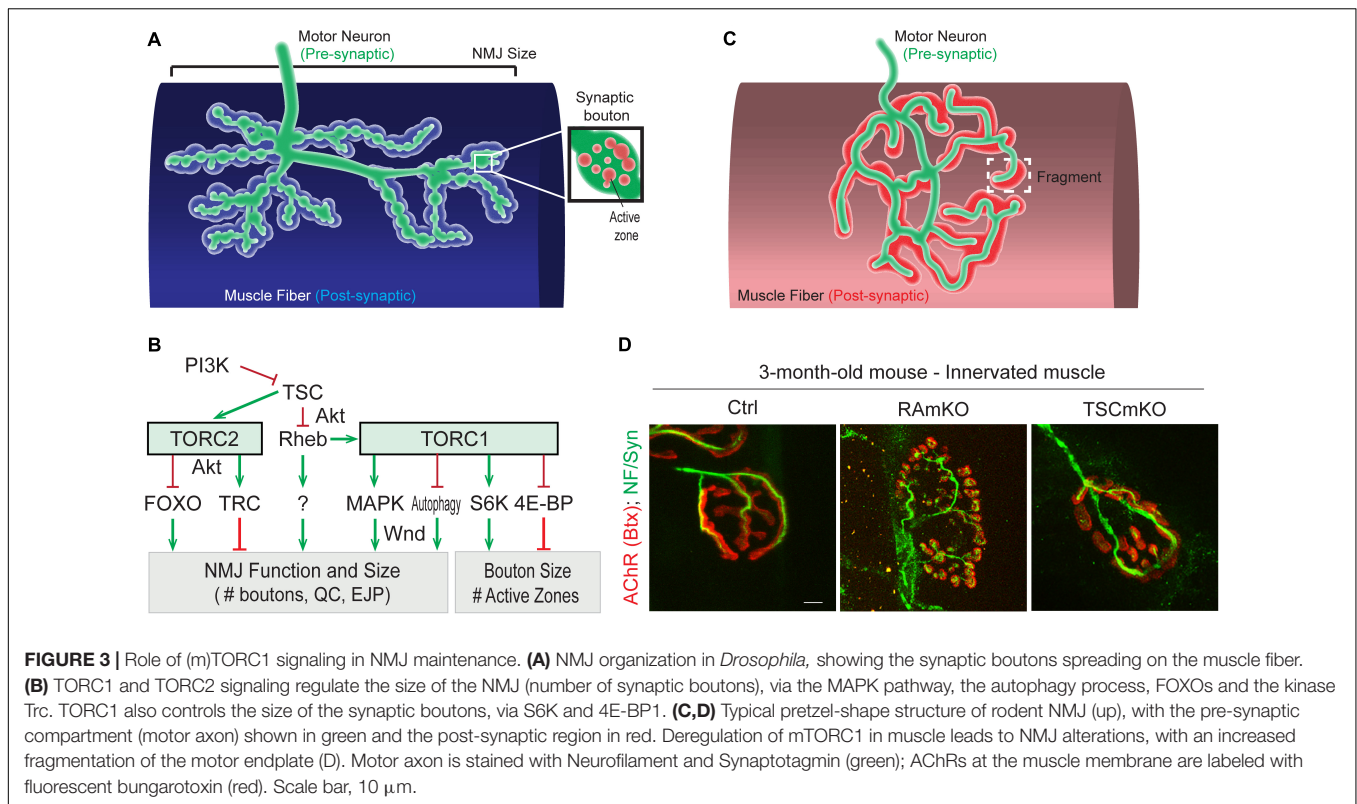 A
Motor Neuron
(Pre-synaptic)
NMJ Size
Synaptic
bouton
Active
zone
Muscle Fiber (Post-synaptic)
C
Motor Neuron
(Pre-synaptic)
Fragment
Muscle Fiber (Post-synaptic)
B
PI3K
TSC
Akt
TORC2
Rheb
TORC1
Akt
FOXO
TRC
?
MAPK
Autophagy
S6K
4E-BP
Wnd
NMJ Function and Size
( # boutons, QC, EJP)
Bouton Size
# Active Zones
D
3-month-old mouse - Innervated muscle
Ctrl
RAmKO
TSCmKO
AChR (Btx); NF/Syn
FIGURE 3 | Role of (m)TORC1 signaling in NMJ maintenance. (A) NMJ organization in Drosophila, showing the synaptic boutons spreading on the muscle fiber.
(B) TORC1 and TORC2 signaling regulate the size of the NMJ (number of synaptic boutons), via the MAPK pathway, the autophagy process, FOXOs and the kinase
Trc. TORC1 also controls the size of the synaptic boutons, via S6K and 4E-BP1. (C,D) Typical pretzel-shape structure of rodent NMJ (up), with the pre-synaptic
compartment (motor axon) shown in green and the post-synaptic region in red. Deregulation of mTORC1 in muscle leads to NMJ alterations, with an increased
fragmentation of the motor endplate (D). Motor axon is stained with Neurofilament and Synaptotagmin (green); AChRs at the muscle membrane are labeled with
fluorescent bungarotoxin (red). Scale bar, 10 μm.